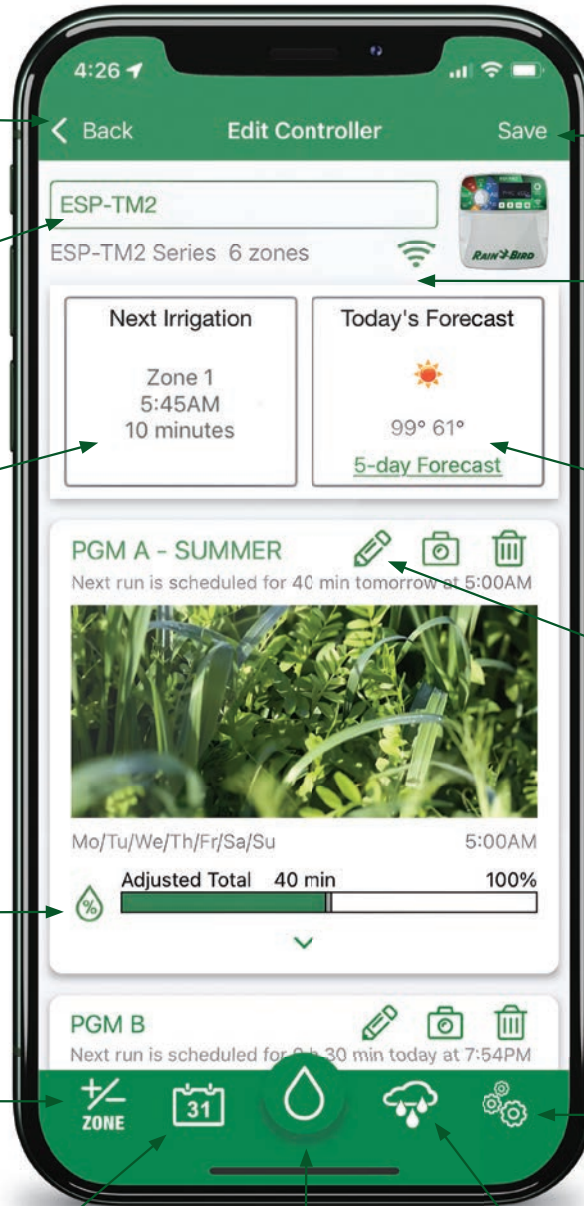 4:26
Back Edit Controller Save
ESP-TM2
RAIN BIRD
ESP-TM2 Series 6 zones
Next Irrigation
Zone 1
5:45AM
10 minutes
Today's Forecast
99° 61°
5-day Forecast
PGM A - SUMMER
Next run is scheduled for 40 min tomorrow at 5:00AM
Mo/Tu/We/Th/Fr/Sa/Su 5:00AM
% Adjusted Total 40 min 100%
PGM B
Next run is scheduled for 0 h 30 min today at 7:54PM
+/-
ZONE
31